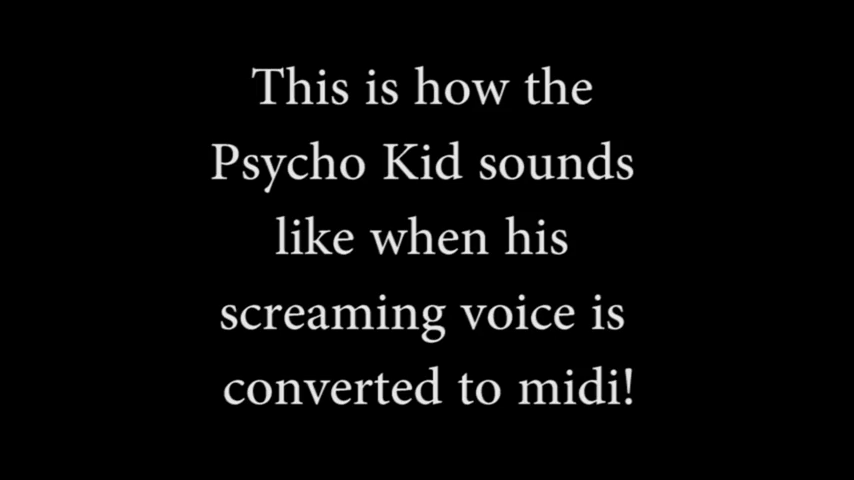 This is how the
Psycho Kid sounds
like when his
screaming voice is
converted to midi!